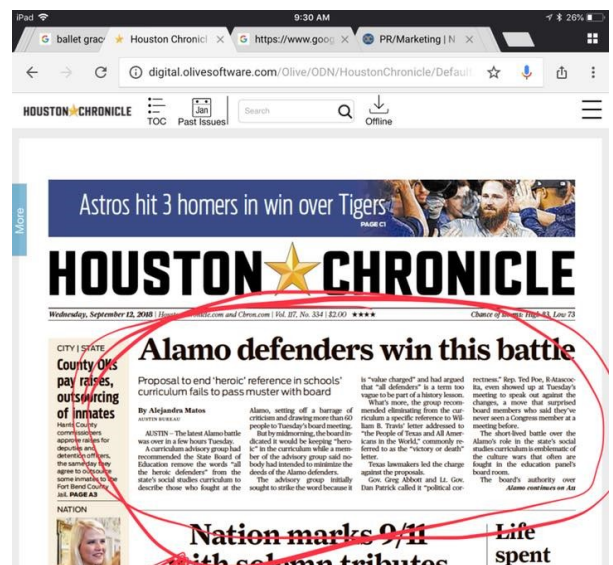 iPad 9:30 AM 26%
ballet grac Houston Chronicl https://www.goog PR/Marketing | N
digital.olivesoftware.com/Olive/ODN/HoustonChronicle/Default
HOUSTON CHRONICLE TOC Jan Past Issues Search Offline
More
Astros hit 3 homers in win over Tigers
PAGE C1
HOUSTON CHRONICLE
Wednesday, September 12, 2018 | HoustonChronicle.com and Chron.com | Vol. 117, No. 334 | $2.00 ★★★★ Chance of storms: High 83, Low 73
CITY | STATE
County OKs
pay raises,
outsourcing
of inmates
Harris County
commissioners
approve raises for
deputies and
detention officers,
the same day they
agree to outsource
some inmates to the
Fort Bend County
Jail. PAGE A3
NATION
Alamo defenders win this battle
Proposal to end ‘heroic’ reference in schools’
curriculum fails to pass muster with board
By Alejandra Matos
AUSTIN BUREAU
AUSTIN – The latest Alamo battle
was over in a few hours Tuesday.
A curriculum advisory group had
recommended the State Board of
Education remove the words “all
the heroic defenders” from the
state’s social studies curriculum to
describe those who fought at the
Alamo, setting off a barrage of
criticism and drawing more than 60
people to Tuesday’s board meeting.
But by midmorning, the board in-
dicated it would be keeping “hero-
ic” in the curriculum while a mem-
ber of the advisory group said no-
body had intended to minimize the
deeds of the Alamo defenders.
The advisory group initially
sought to strike the word because it
is “value charged” and had argued
that “all defenders” is a term too
vague to be part of a history lesson.
What’s more, the group recom-
mended eliminating from the cur-
riculum a specific reference to Wil-
liam B. Travis’ letter addressed to
“the People of Texas and All Amer-
icans in the World,” commonly re-
ferred to as the “victory or death”
letter.
Texas lawmakers led the charge
against the proposals.
Gov. Greg Abbott and Lt. Gov.
Dan Patrick called it “political cor-
rectness.” Rep. Ted Poe, R-Atascoc-
ita, even showed up at Tuesday’s
meeting to speak out against the
changes, a move that surprised
board members who said they’ve
never seen a Congress member at a
meeting before.
The short-lived battle over the
Alamo’s role in the state’s social
studies curriculum is emblematic of
the culture wars that often are
fought in the education panel’s
board room.
The board’s authority over
Alamo continues on A11
Nation marks 9/11
with solemn tributes
Life
spent